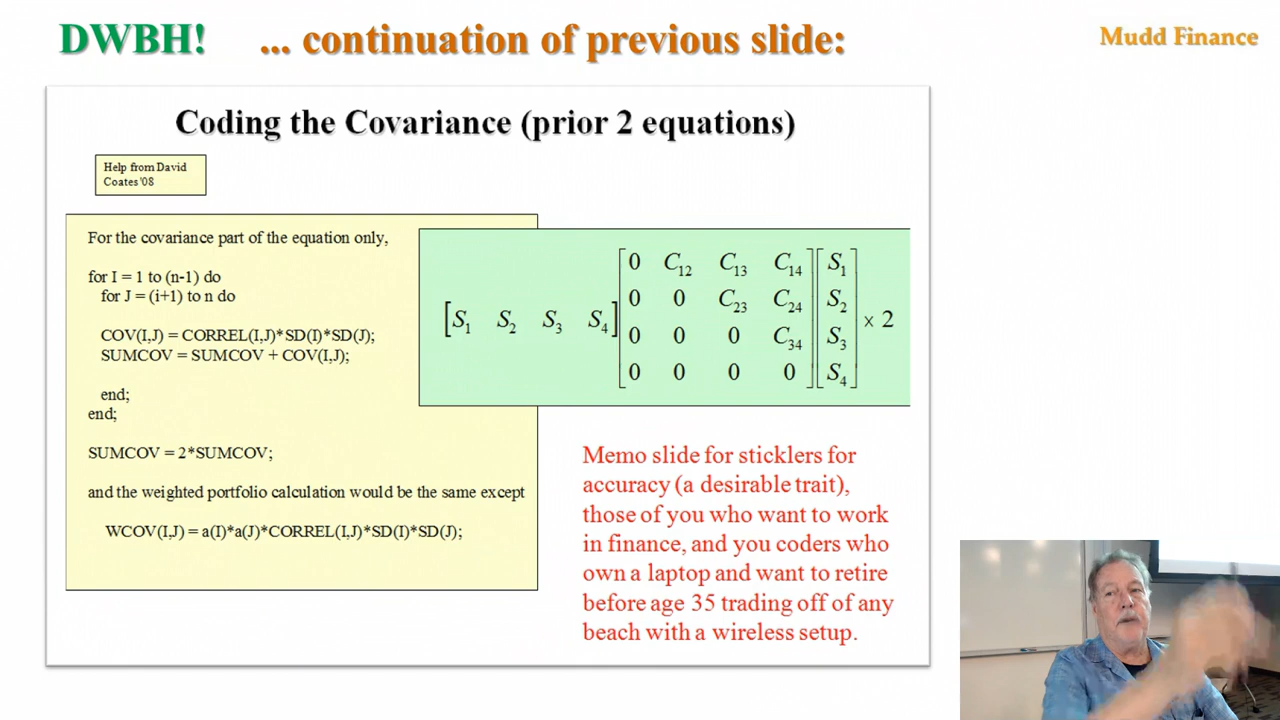 DWBH! ... continuation of previous slide:
Mudd Finance
Coding the Covariance (prior 2 equations)
Help from David
Coates '08
For the covariance part of the equation only,
for I = 1 to (n-1) do
for J = (i+1) to n do
COV(I,J) = CORREL(I,J)*SD(I)*SD(J);
SUMCOV = SUMCOV + COV(I,J);
end;
end;
SUMCOV = 2*SUMCOV;
and the weighted portfolio calculation would be the same except
WCOV(I,J) = a(I)*a(J)*CORREL(I,J)*SD(I)*SD(J);
0 C12 C13 C14 S1
0 0 C23 C24 S2
[S1 S2 S3 S4] × 2
0 0 0 C34 S3
0 0 0 0 S4
Memo slide for sticklers for
accuracy (a desirable trait),
those of you who want to work
in finance, and you coders who
own a laptop and want to retire
before age 35 trading off of any
beach with a wireless setup.